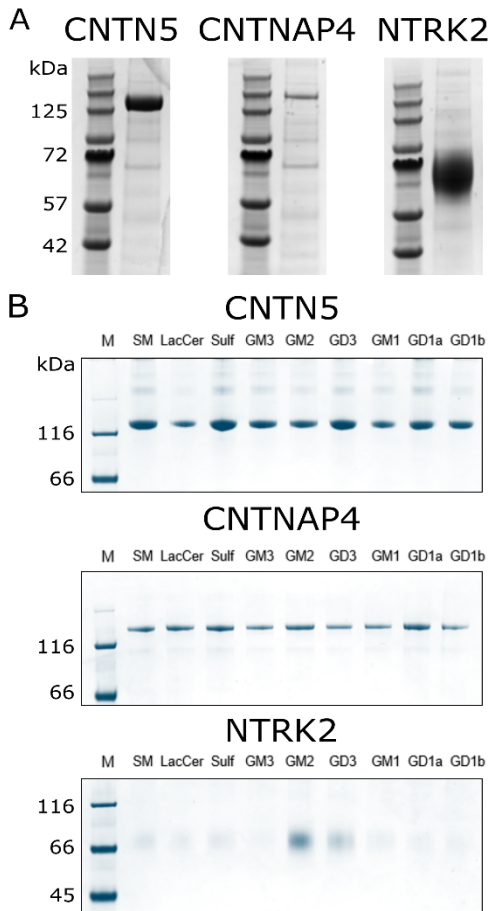 A
CNTN5 CNTNAP4 NTRK2
kDa
125
72
57
42
B
CNTN5
M SM LacCer Sulf GM3 GM2 GD3 GM1 GD1a GD1b
kDa
116
66
CNTNAP4
M SM LacCer Sulf GM3 GM2 GD3 GM1 GD1a GD1b
116
66
NTRK2
M SM LacCer Sulf GM3 GM2 GD3 GM1 GD1a GD1b
116
66
45